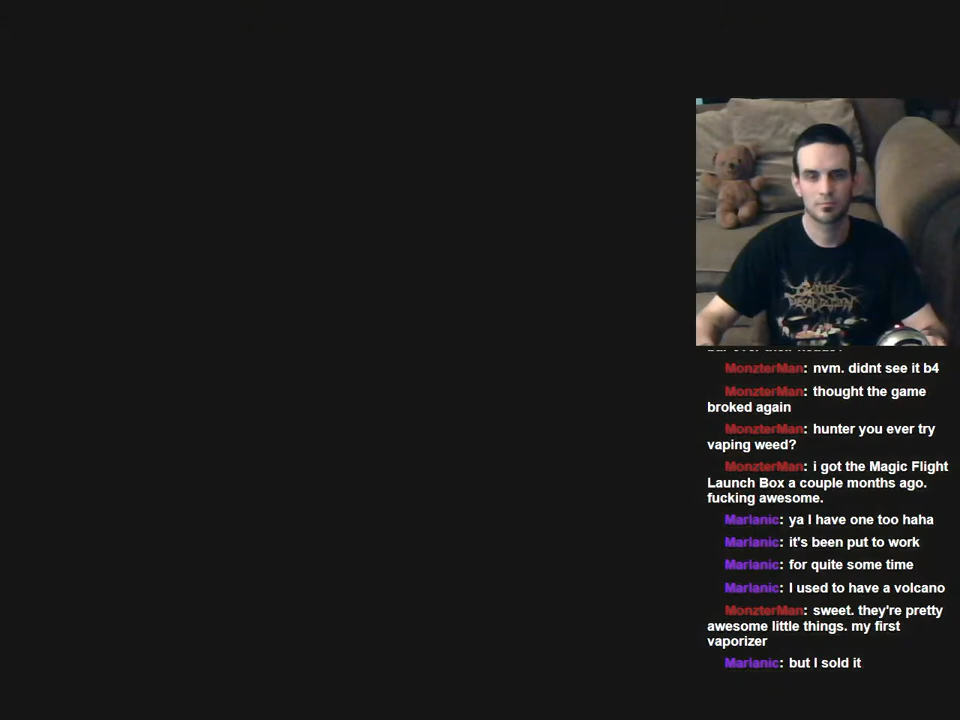 MonzterMan: nvm. didnt see it b4
MonzterMan: thought the game
broked again
MonzterMan: hunter you ever try
vaping weed?
MonzterMan: i got the Magic Flight
Launch Box a couple months ago.
fucking awesome.
Marlanic: ya I have one too haha
Marlanic: it's been put to work
Marlanic: for quite some time
Marlanic: I used to have a volcano
MonzterMan: sweet. they're pretty
awesome little things. my first
vaporizer
Marlanic: but I sold it